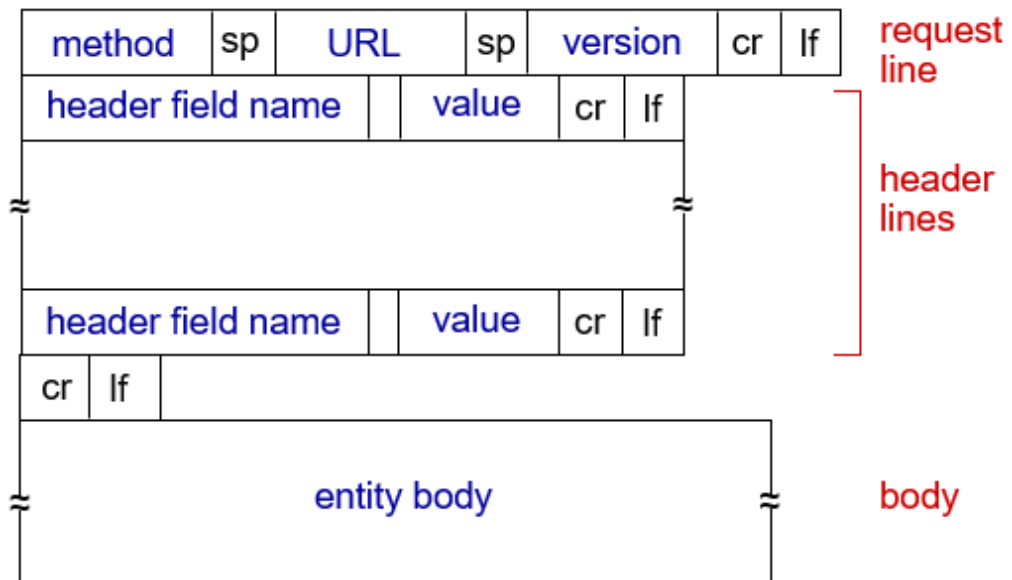 method sp URL sp version cr lf request
line
header field name value cr lf
header
lines
header field name value cr lf
cr lf
entity body body